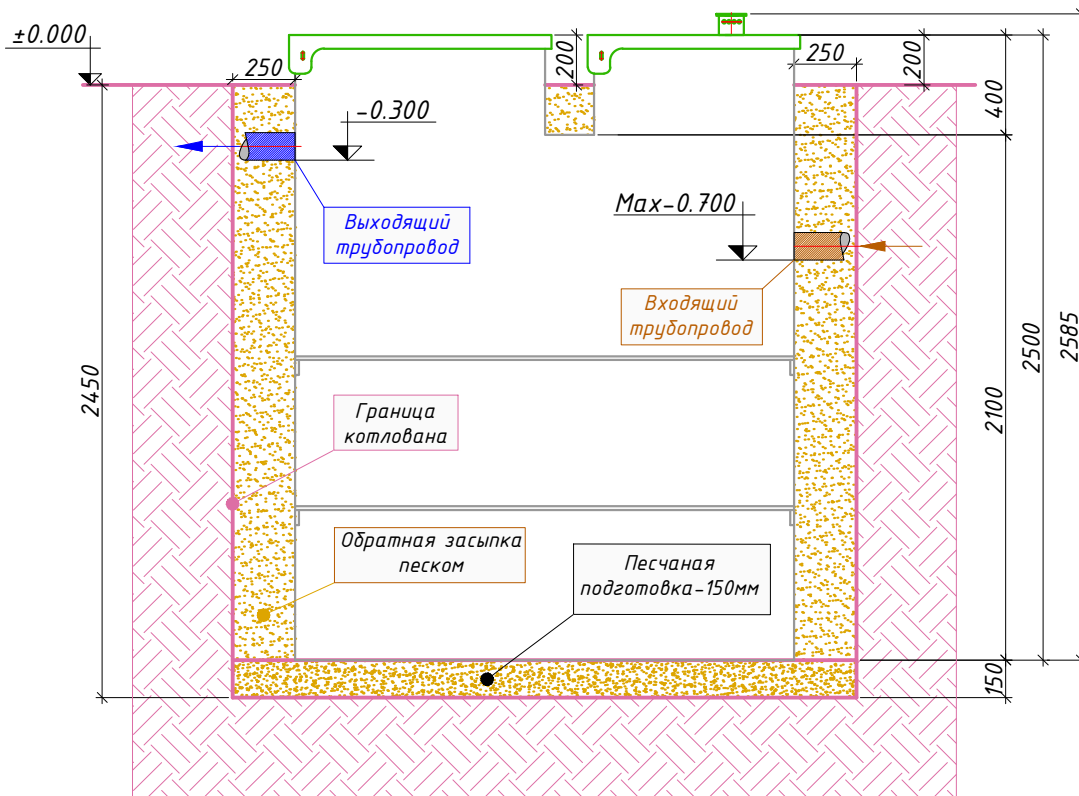 ±0.000
250
200
250
200
400
-0.300
Max-0.700
Выходящий
трубопровод
Входящий
трубопровод
2585
2500
2450
2100
Граница
котлована
Обратная засыпка
песком
Песчаная
подготовка-150мм
150